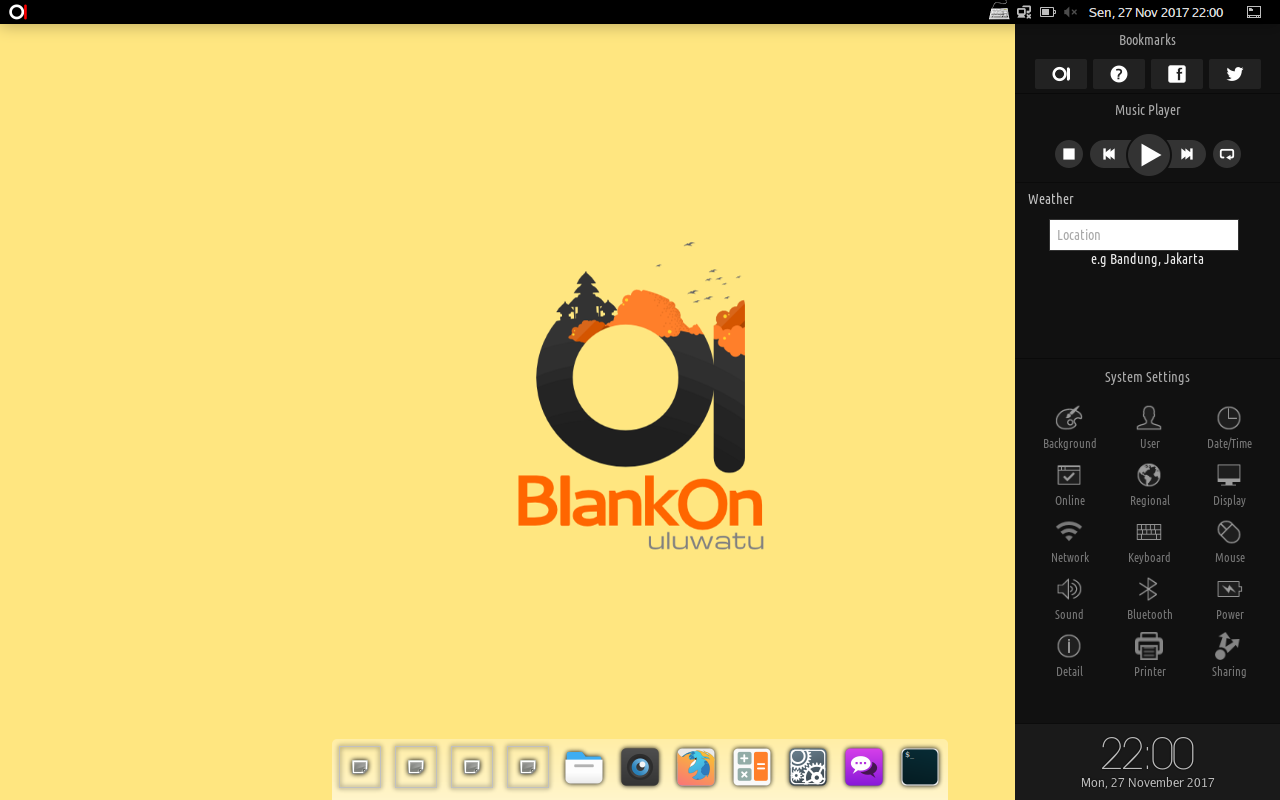 Sen, 27 Nov 2017 22:00
Bookmarks
Music Player
Weather
Location
e.g Bandung, Jakarta
System Settings
Background User Date/Time
Online Regional Display
Network Keyboard Mouse
Sound Bluetooth Power
Detail Printer Sharing
22:00
Mon, 27 November 2017
BlankOn
uluwatu
$_